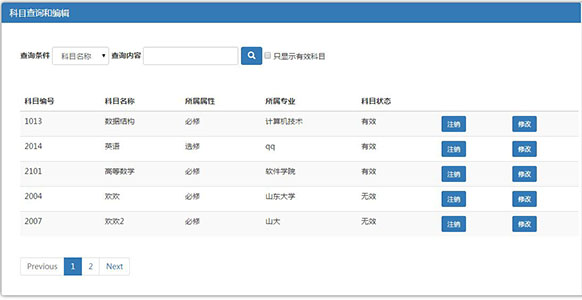 科目查询和编辑
查询条件 科目名称 查询内容 只显示有效科目
科目编号 科目名称 所属属性 所属专业 科目状态
1013 数据结构 必修 计算机技术 有效 注销 修改
2014 英语 选修 qq 有效 注销 修改
2101 高等数学 必修 软件学院 有效 注销 修改
2004 欢欢 必修 山东大学 无效 注销 修改
2007 欢欢2 必修 山大 无效 注销 修改
Previous 1 2 Next